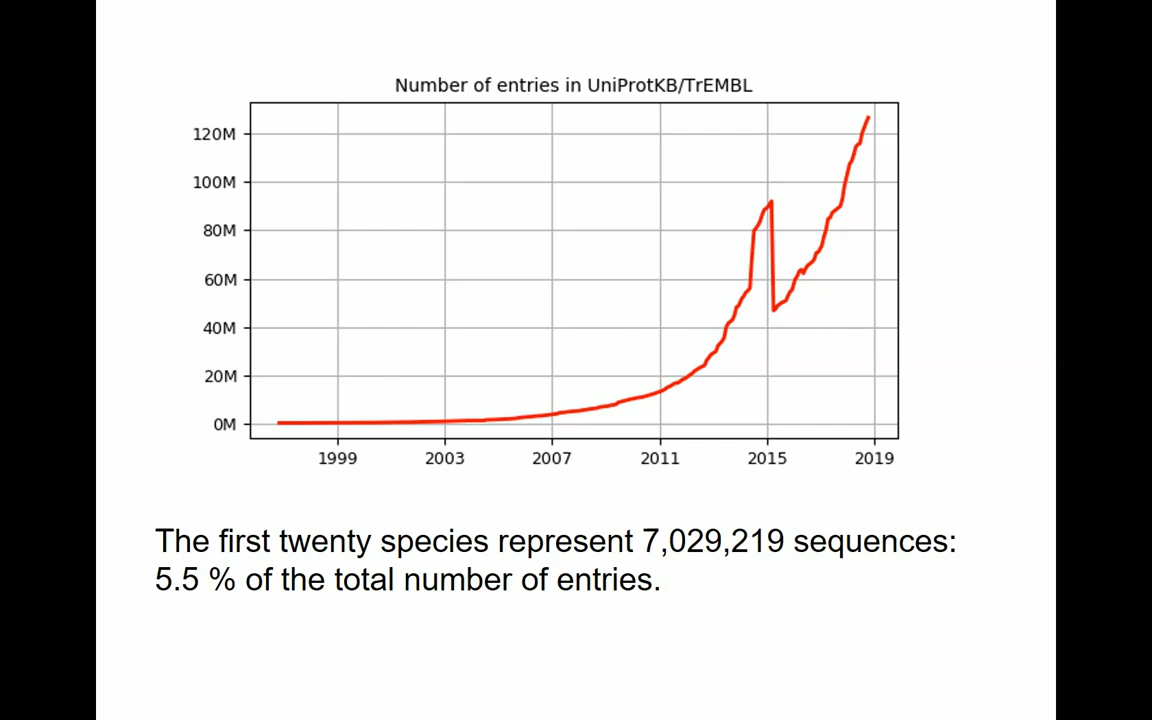 Number of entries in UniProtKB/TrEMBL
120M
100M
80M
60M
40M
20M
0M
1999 2003 2007 2011 2015 2019
The first twenty species represent 7,029,219 sequences:
5.5 % of the total number of entries.